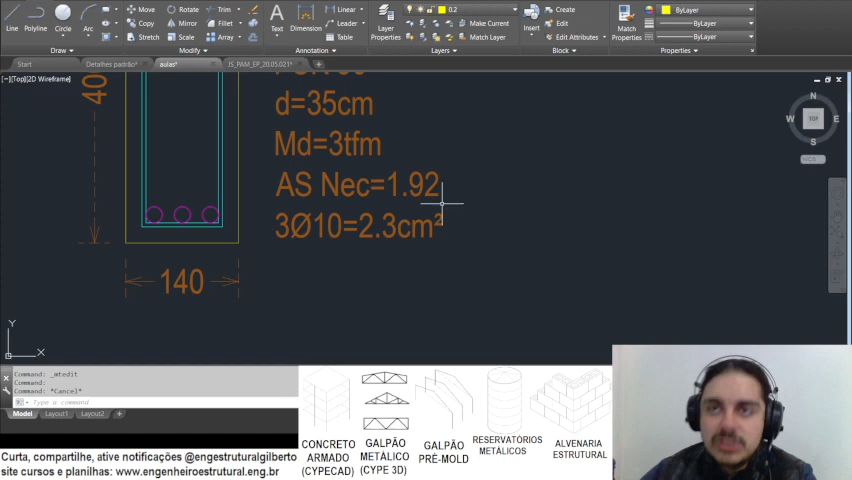 Line
Polyline
Circle
Arc
Move
Rotate
Trim
Copy
Mirror
Fillet
Stretch
Scale
Array
Draw
Modify
Text
Dimension
Linear
Leader
Table
Annotation
Layer
Properties
0.2
Make Current
Match Layer
Layers
Insert
Create
Edit
Edit Attributes
Block
Match
Properties
ByLayer
ByLayer
ByLayer
Properties
Start
Detalhes padrão*
aulas*
JS_PAM_EP_20.05.021*
[−][Top][2D Wireframe]
N
W
TOP
E
S
WCS
40
d=35cm
Md=3tfm
AS Nec=1.92
3Ø10=2.3cm²
140
Y
X
Command: _mtedit
Command:
Command: *Cancel*
Type a command
Model
Layout1
Layout2
CONCRETO
ARMADO
(CYPECAD)
GALPÃO
METÁLICO
(CYPE 3D)
GALPÃO
PRÉ-MOLD
RESERVATÓRIOS
METÁLICOS
ALVENARIA
ESTRUTURAL
Curta, compartilhe, ative notificações @engestruturalgilberto
site cursos e planilhas: www.engenheiroestrutural.eng.br